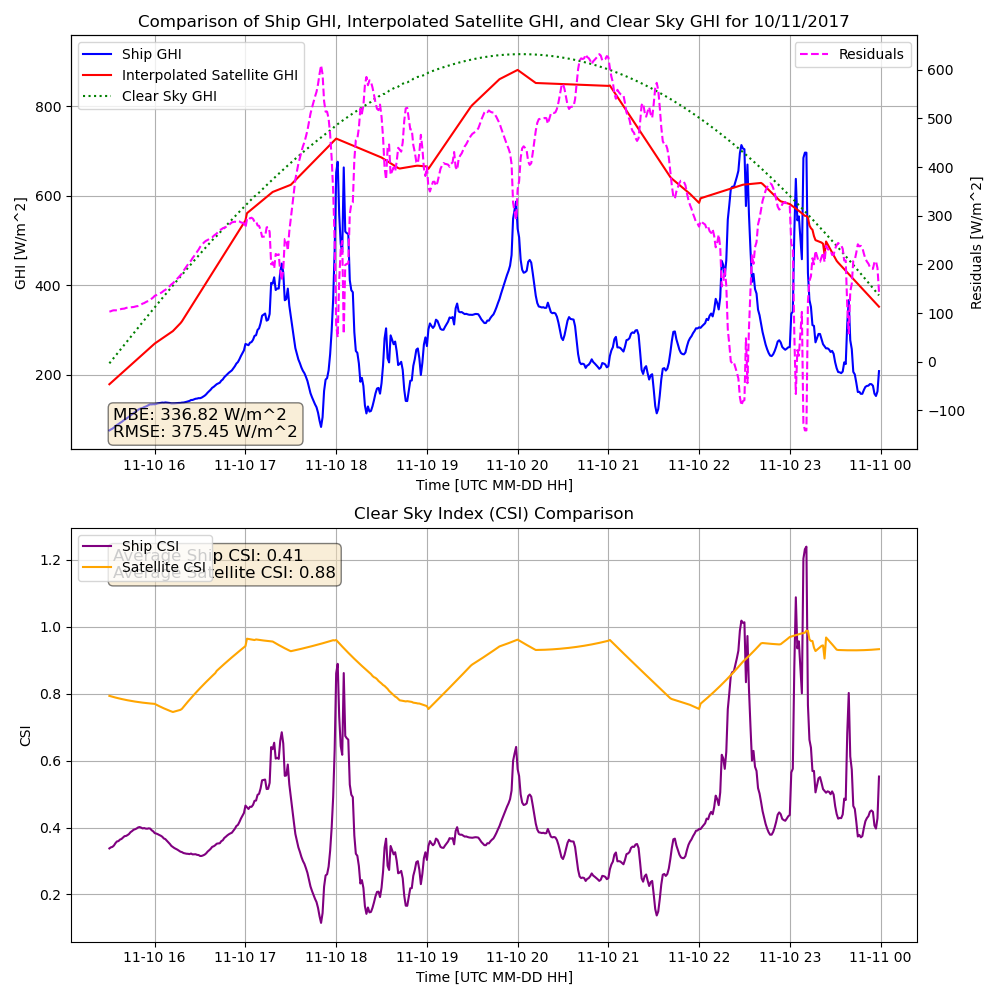 Comparison of Ship GHI, Interpolated Satellite GHI, and Clear Sky GHI for 10/11/2017
Ship GHI
Interpolated Satellite GHI
Clear Sky GHI
Residuals
GHI [W/m^2]
800
600
400
200
Residuals [W/m^2]
600
500
400
300
200
100
0
−100
MBE: 336.82 W/m^2
RMSE: 375.45 W/m^2
11-10 16 11-10 17 11-10 18 11-10 19 11-10 20 11-10 21 11-10 22 11-10 23 11-11 00
Time [UTC MM-DD HH]
Clear Sky Index (CSI) Comparison
Ship CSI
Satellite CSI
Average Ship CSI: 0.41
Average Satellite CSI: 0.88
CSI
1.2
1.0
0.8
0.6
0.4
0.2
11-10 16 11-10 17 11-10 18 11-10 19 11-10 20 11-10 21 11-10 22 11-10 23 11-11 00
Time [UTC MM-DD HH]